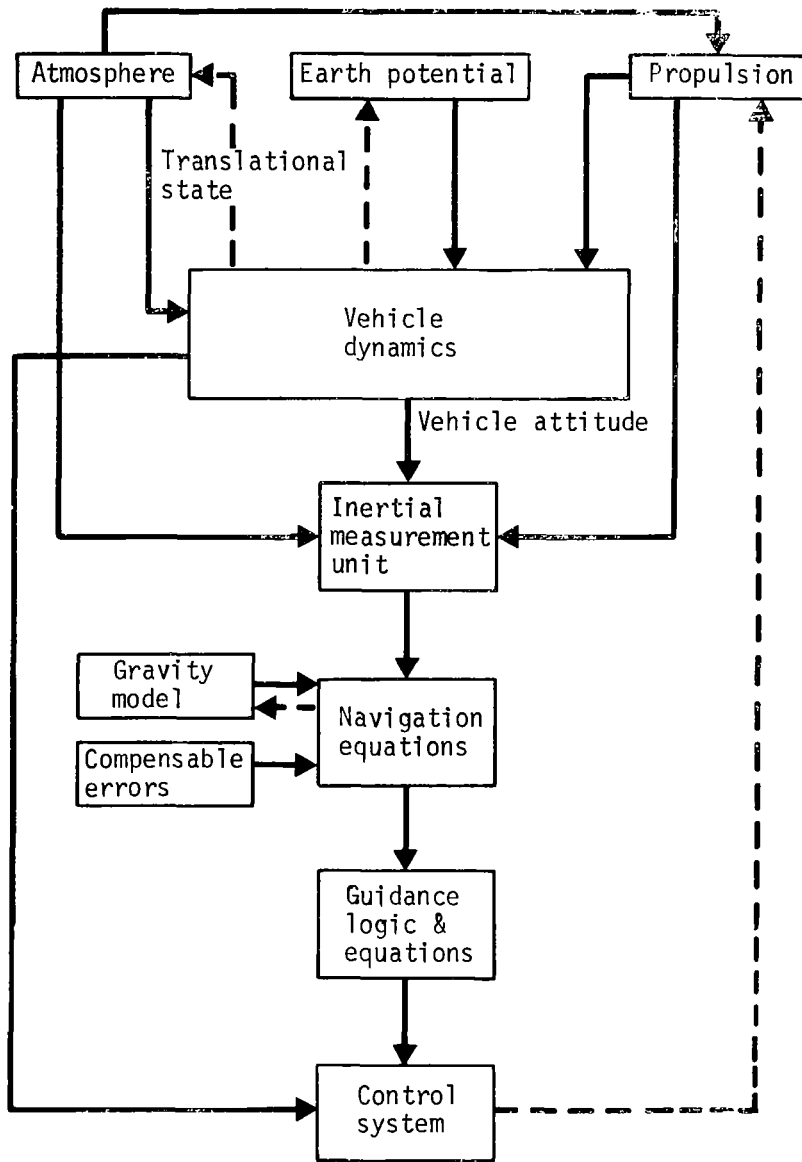 Atmosphere
Earth potential
Propulsion
Translational
state
Vehicle
dynamics
Vehicle attitude
Inertial
measurement
unit
Gravity
model
Navigation
equations
Compensable
errors
Guidance
logic &
equations
Control
system